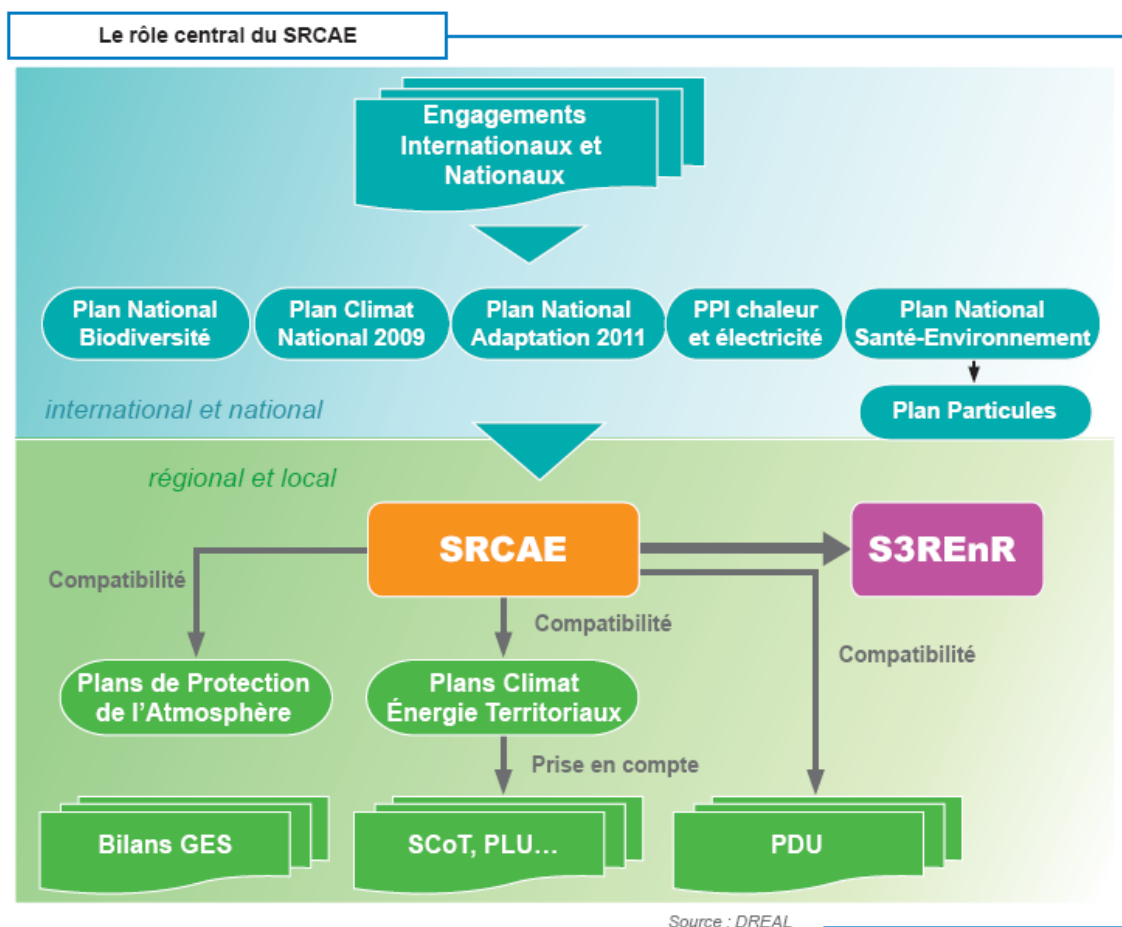 Le rôle central du SRCAE
Engagements
Internationaux et
Nationaux
Plan National
Biodiversité
Plan Climat
National 2009
Plan National
Adaptation 2011
PPI chaleur
et électricité
Plan National
Santé-Environnement
international et national
Plan Particules
régional et local
SRCAE
S3REnR
Compatibilité
Compatibilité
Compatibilité
Plans de Protection
de l'Atmosphère
Plans Climat
Énergie Territoriaux
Prise en compte
Bilans GES
SCoT, PLU...
PDU
Source : DREAL